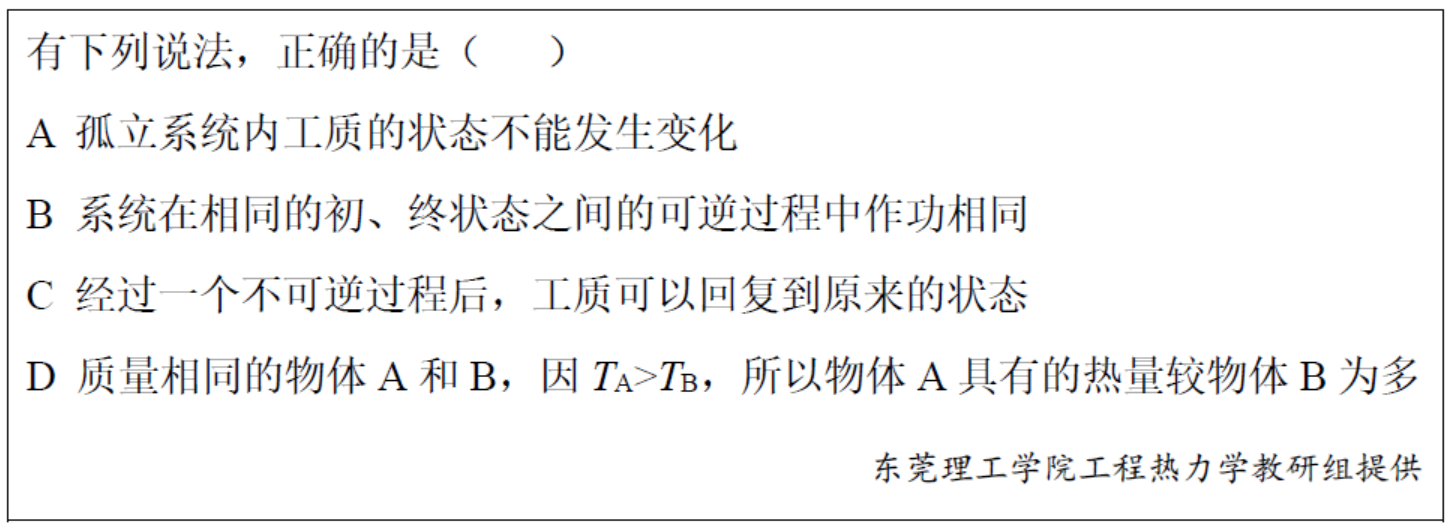 有下列说法，正确的是（  ）
A 孤立系统内工质的状态不能发生变化
B 系统在相同的初、终状态之间的可逆过程中作功相同
C 经过一个不可逆过程后，工质可以回复到原来的状态
D 质量相同的物体 A 和 B，因 TA>TB，所以物体 A 具有的热量较物体 B 为多
东莞理工学院工程热力学教研组提供